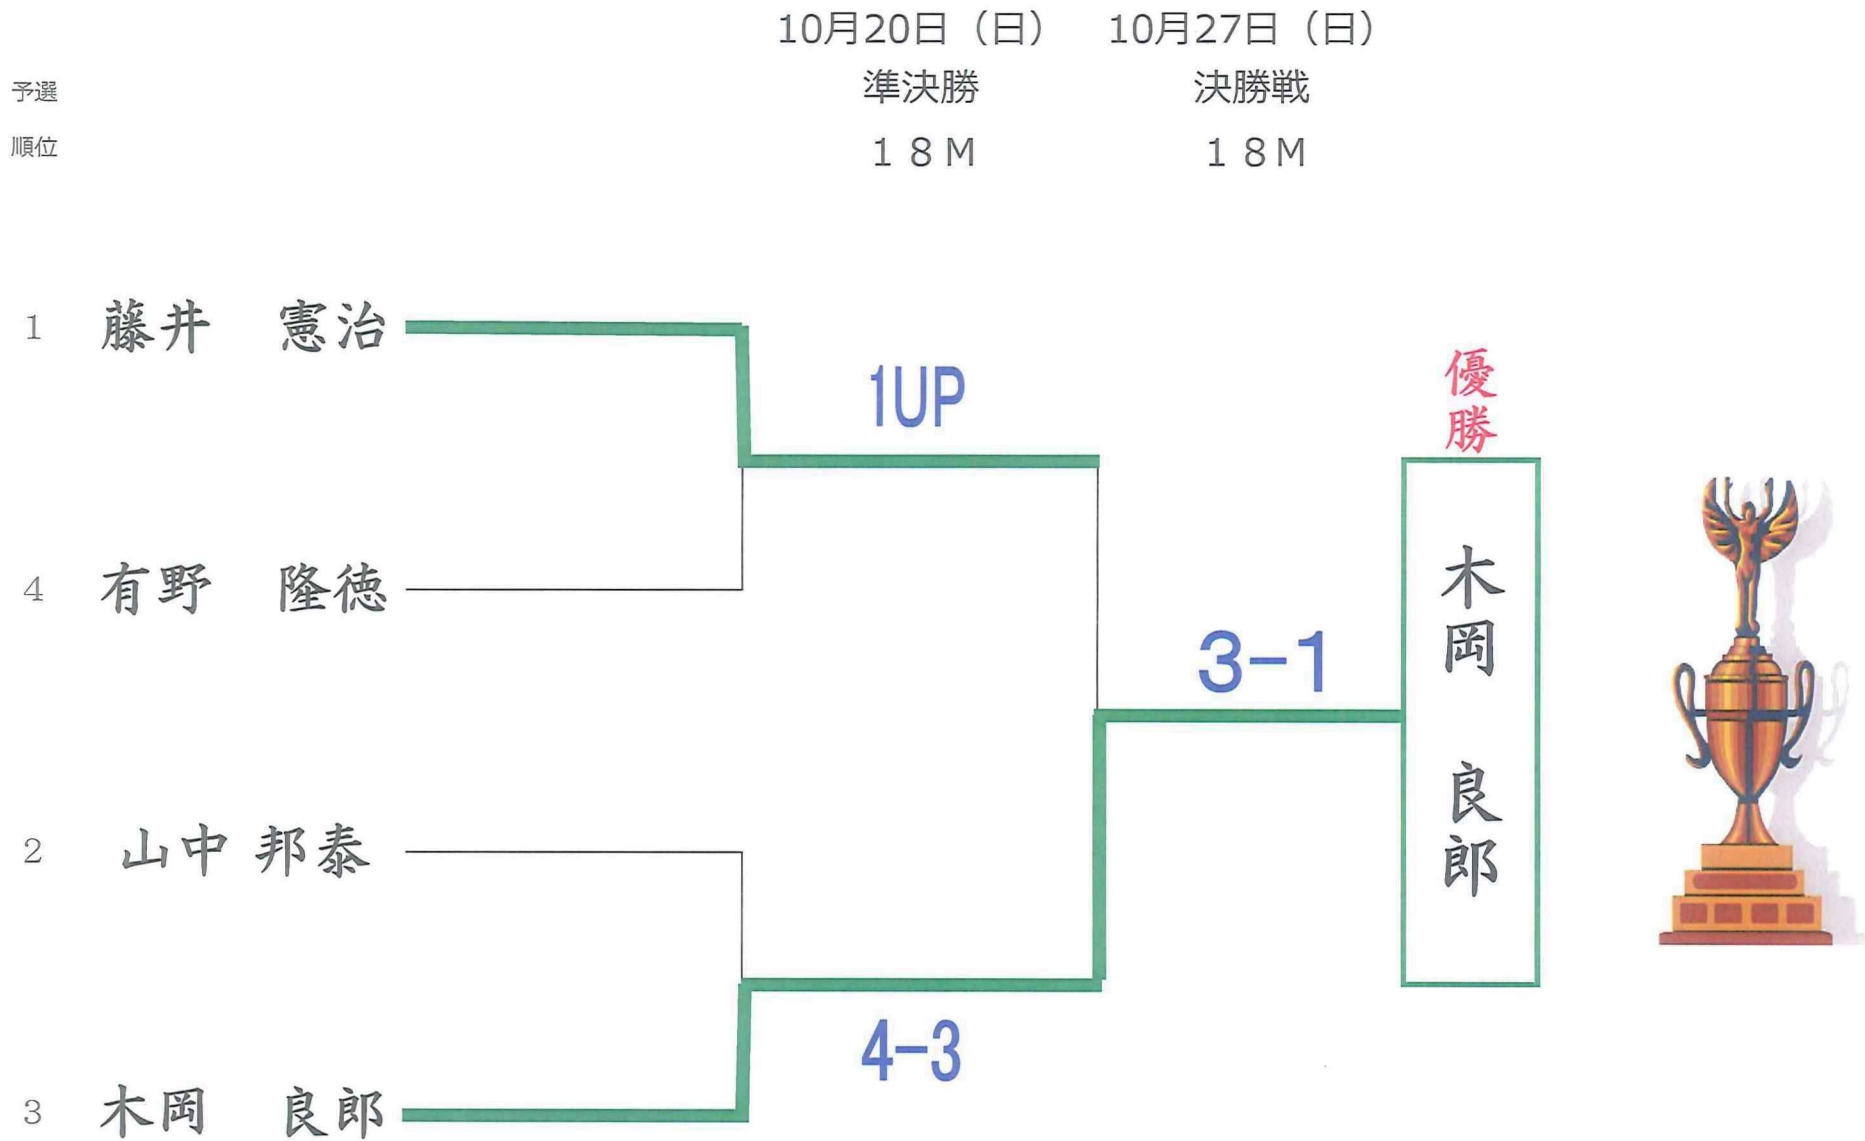 10月20日（日） 10月27日（日）
予選 準決勝 決勝戦
順位 １８Ｍ １８Ｍ
1 藤井　憲治
1UP
優勝
4 有野　隆徳
木岡　良郎
3-1
2 山中 邦泰
4-3
3 木岡　良郎